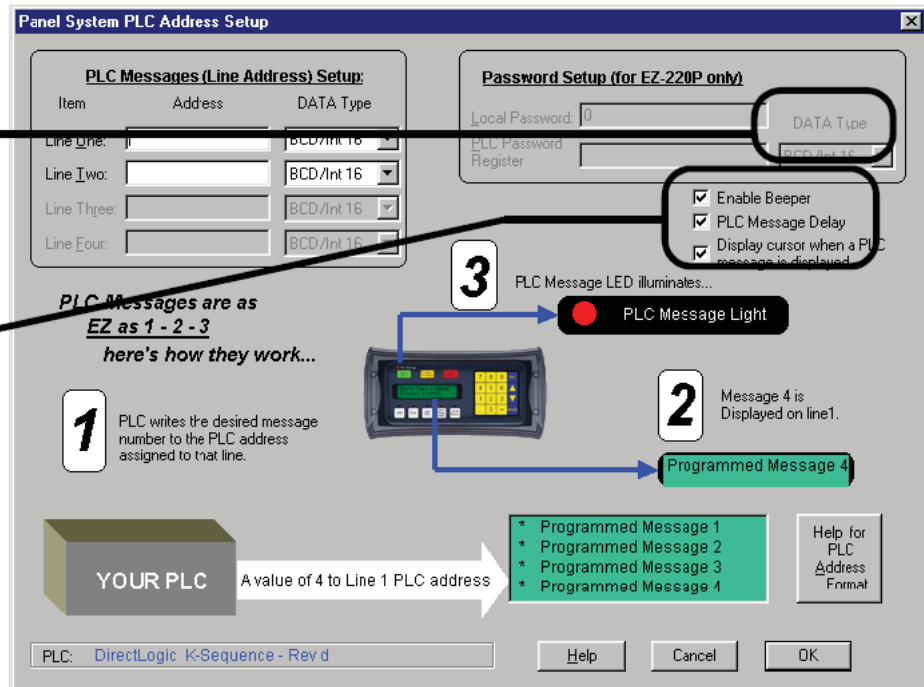 Panel System PLC Address Setup
PLC Messages (Line Address) Setup:
Item Address DATA Type
Line One: BCD/Int 16
Line Two: BCD/Int 16
Line Three: BCD/Int 16
Line Four: BCD/Int 16
Password Setup (for EZ-220P only)
Local Password: 0
DATA Type
PLC Password
Register
BCD/Int 16
Enable Beeper
PLC Message Delay
Display cursor when a PLC
message is displayed
PLC Messages are as
EZ as 1 - 2 - 3
here's how they work...
3
PLC Message LED illuminates...
PLC Message Light
1
PLC writes the desired message
number to the PLC address
assigned to that line.
2
Message 4 is
Displayed on line1.
Programmed Message 4
YOUR PLC
A value of 4 to Line 1 PLC address
* Programmed Message 1
* Programmed Message 2
* Programmed Message 3
* Programmed Message 4
Help for
PLC
Address
Format
PLC: DirectLogic K-Sequence - Rev d
Help
Cancel
OK